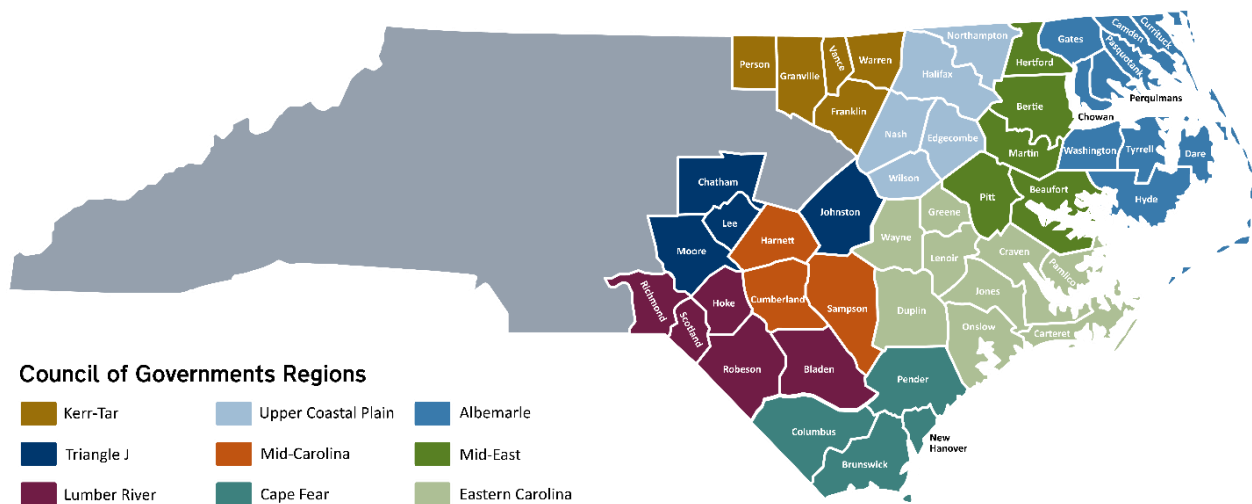 Northampton
Camden
Currituck
Gates
Pasquotank
Person
Granville
Vance
Warren
Halifax
Hertford
Perquimans
Franklin
Bertie
Chowan
Nash
Edgecombe
Martin
Washington
Tyrrell
Dare
Chatham
Wilson
Beaufort
Hyde
Johnston
Greene
Pitt
Lee
Moore
Harnett
Wayne
Lenoir
Craven
Pamlico
Richmond
Hoke
Cumberland
Sampson
Duplin
Jones
Scotland
Onslow
Carteret
Robeson
Bladen
Pender
Columbus
New
Hanover
Brunswick
Council of Governments Regions
Kerr-Tar
Upper Coastal Plain
Albemarle
Triangle J
Mid-Carolina
Mid-East
Lumber River
Cape Fear
Eastern Carolina